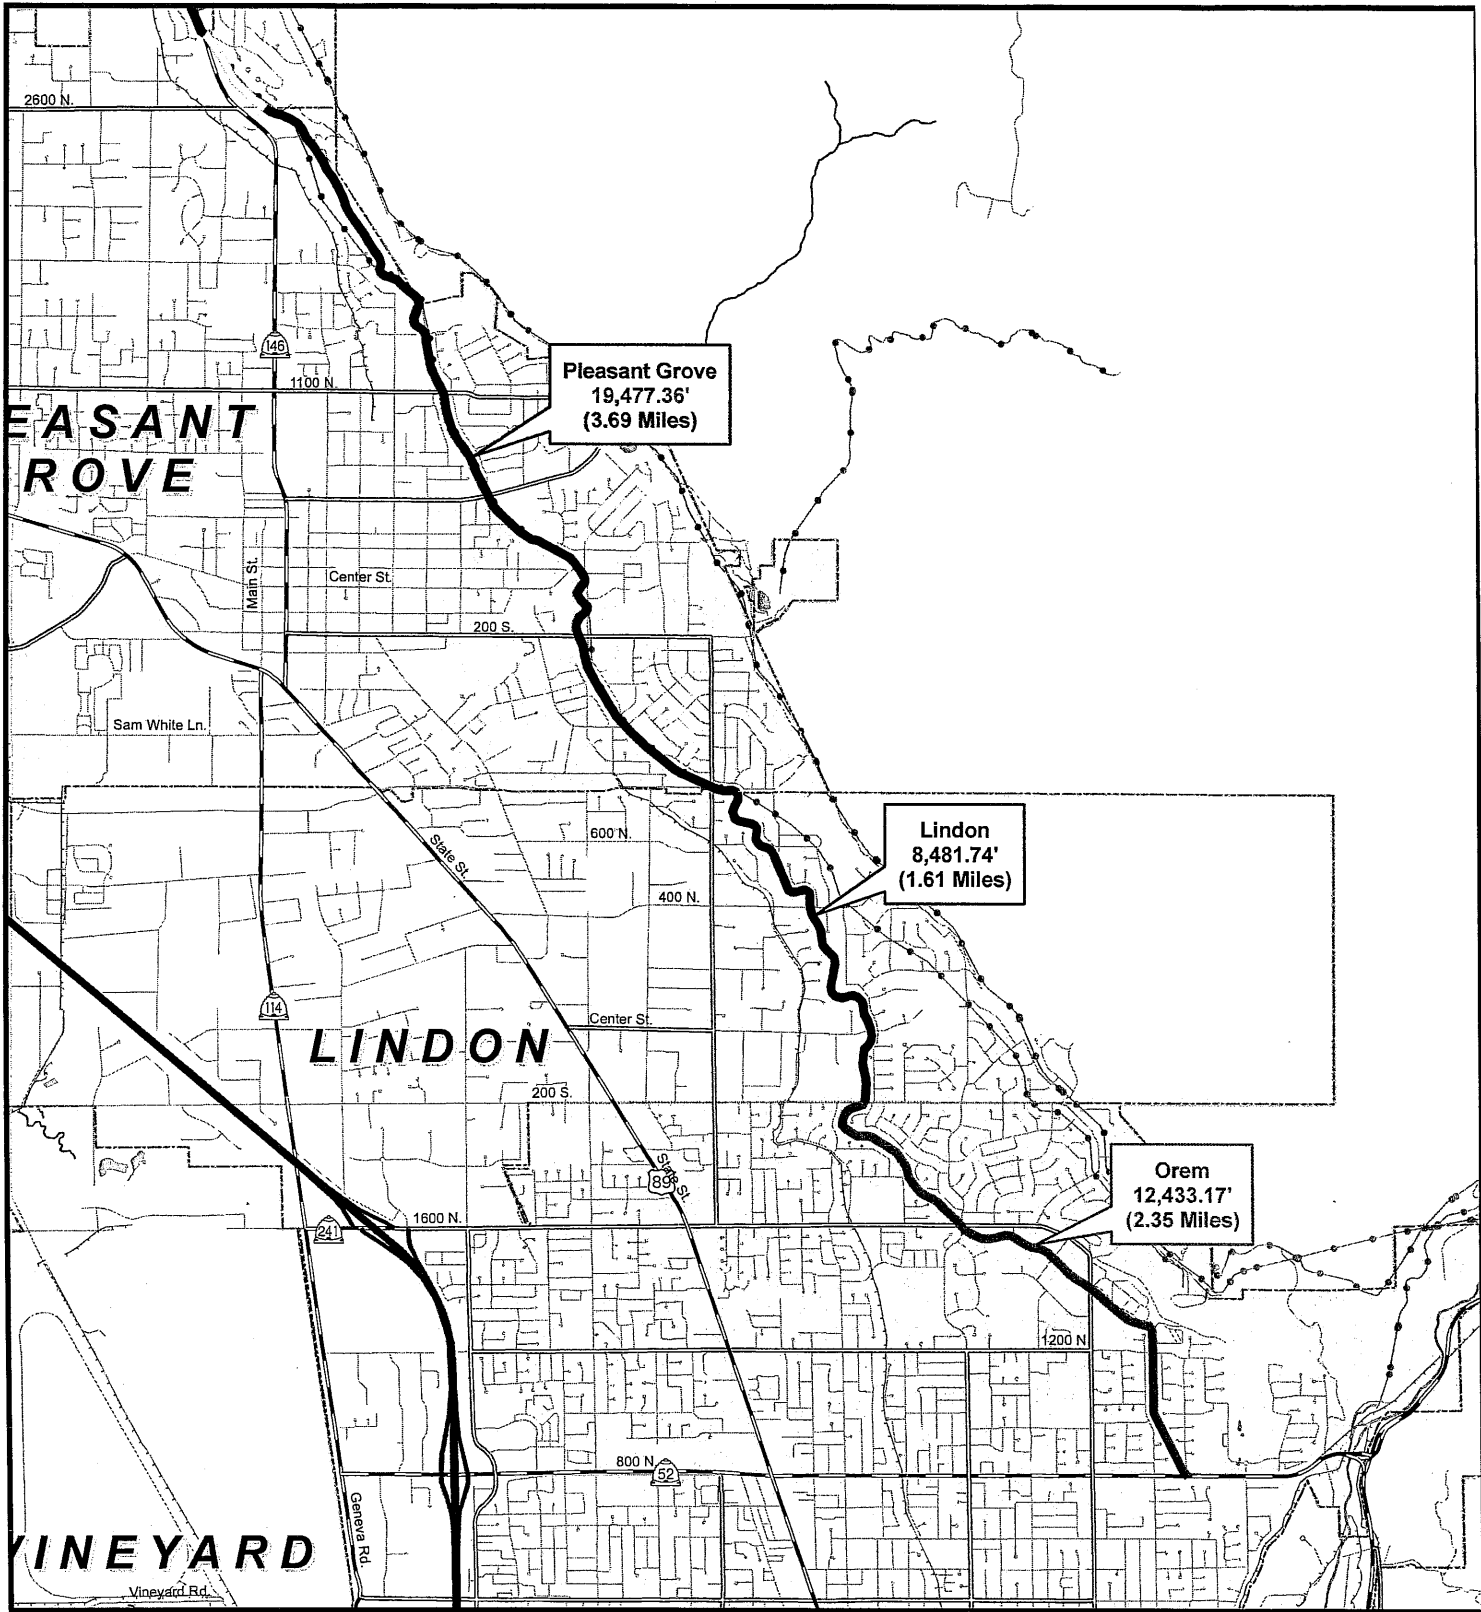 2600 N.
146
1100 N.
Pleasant Grove
19,477.36'
(3.69 Miles)
EASANT
ROVE
Main St.
Center St.
200 S.
Sam White Ln.
State St.
600 N.
Lindon
8,481.74'
(1.61 Miles)
400 N.
114
LINDON
Center St.
200 S.
State St.
89
Orem
12,433.17'
(2.35 Miles)
241
1600 N.
1200 N
800 N.
52
Geneva Rd
VINEYARD
Vineyard Rd.